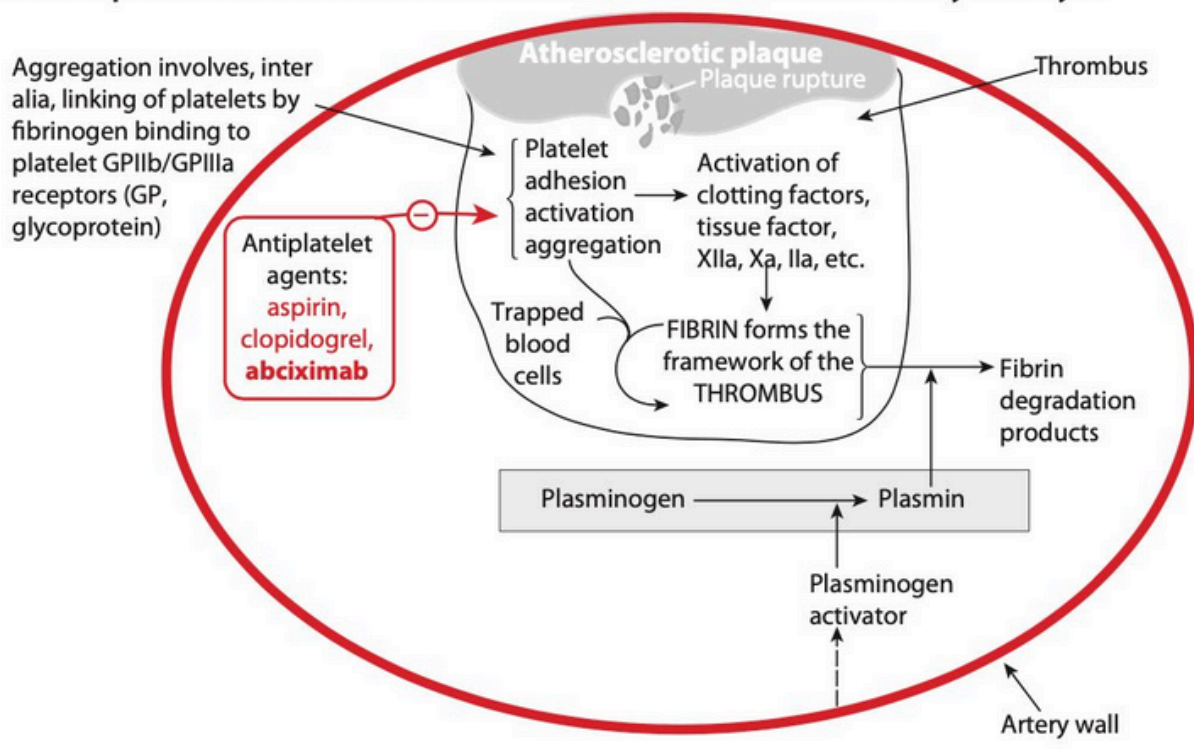 Atherosclerotic plaque
Plaque rupture
Aggregation involves, inter
alia, linking of platelets by
fibrinogen binding to
platelet GPIIb/GPIIIa
receptors (GP,
glycoprotein)
Thrombus
Platelet
adhesion
activation
aggregation
Activation of
clotting factors,
tissue factor,
XIIa, Xa, IIa, etc.
−
Antiplatelet
agents:
aspirin,
clopidogrel,
abciximab
Trapped
blood
cells
FIBRIN forms the
framework of the
THROMBUS
Fibrin
degradation
products
Plasminogen
Plasmin
Plasminogen
activator
Artery wall